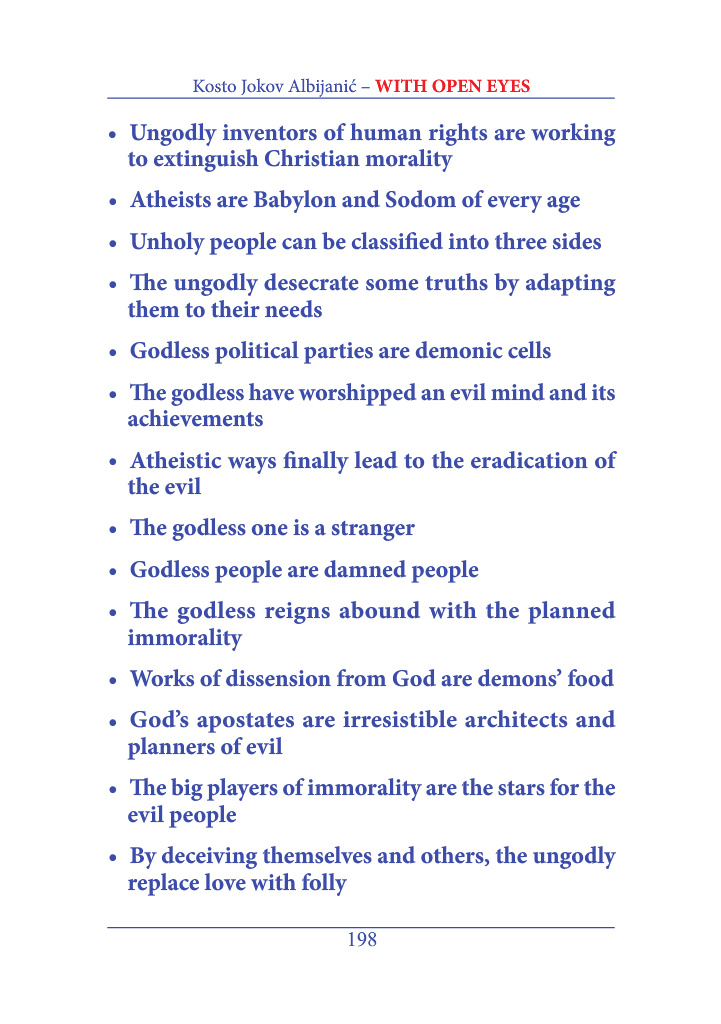 Kosto Jokov Albijanić – WITH OPEN EYES
• Ungodly inventors of human rights are working
to extinguish Christian morality
• Atheists are Babylon and Sodom of every age
• Unholy people can be classified into three sides
• The ungodly desecrate some truths by adapting
them to their needs
• Godless political parties are demonic cells
• The godless have worshipped an evil mind and its
achievements
• Atheistic ways finally lead to the eradication of
the evil
• The godless one is a stranger
• Godless people are damned people
• The godless reigns abound with the planned
immorality
• Works of dissension from God are demons’ food
• God’s apostates are irresistible architects and
planners of evil
• The big players of immorality are the stars for the
evil people
• By deceiving themselves and others, the ungodly
replace love with folly
198